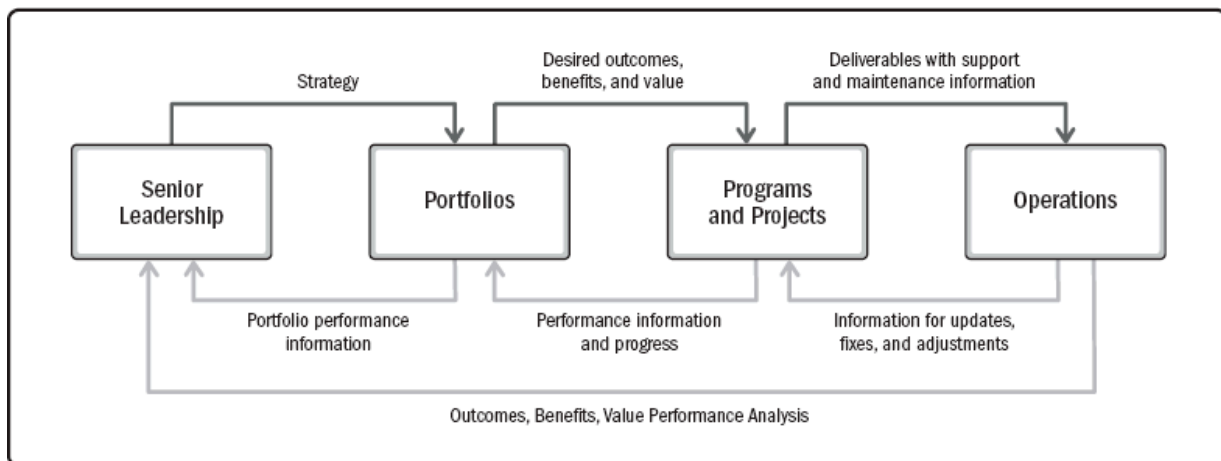 Strategy
Desired outcomes,
benefits, and value
Deliverables with support
and maintenance information
Senior
Leadership
Portfolios
Programs
and Projects
Operations
Portfolio performance
information
Performance information
and progress
Information for updates,
fixes, and adjustments
Outcomes, Benefits, Value Performance Analysis